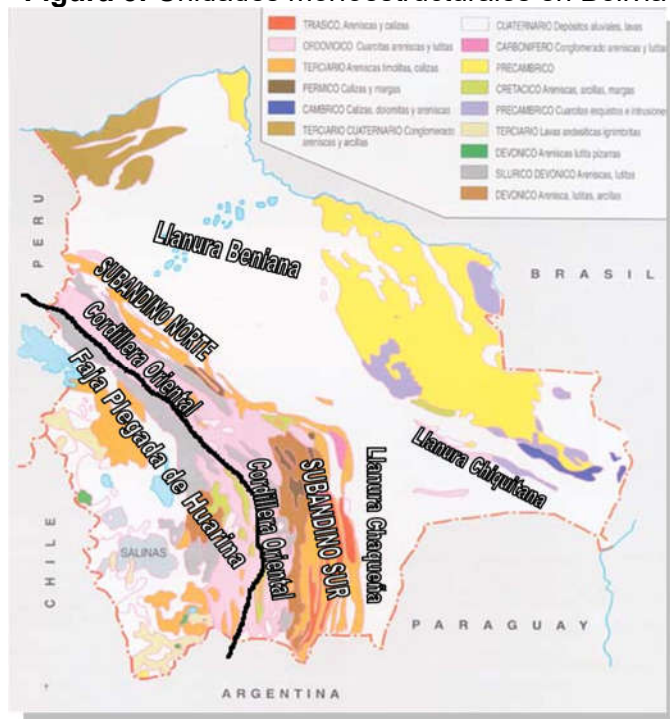 Figura 3. Unidades morfoestructurales en Bolivia
TRIASICO, Areniscas y calizas
ORDOVICICO Cuarcitas areniscas y lutitas
TERCIARIO Areniscas limolitas, calizas
PERMICO Calizas y margas
CAMBRICO Calizas, dolomitas y areniscas
TERCIARIO CUATERNARIO Conglomerado
areniscas y arcillas
CUATERNARIO Depósitos aluviales, lavas
CARBONIFERO Conglomerado areniscas y lutitas
PRECAMBRICO
CRETACICO Areniscas, arcillas, margas
PRECAMBRICO Cuarcitas esquistos e intrusiones
TERCIARIO Lavas andesiticas ignimbritas
DEVONICO Areniscas lutita pizarras
SILURICO DEVONICO Areniscas, lutitas
DEVONICO Arenisca, lutitas, arcillas
PERU
BRASIL
Llanura Beniana
SUBANDINO NORTE
Cordillera Oriental
Faja Plegada de Huarina
Cordillera Oriental
SUBANDINO SUR
Llanura Chaqueña
Llanura Chiquitana
SALINAS
CHILE
PARAGUAY
ARGENTINA